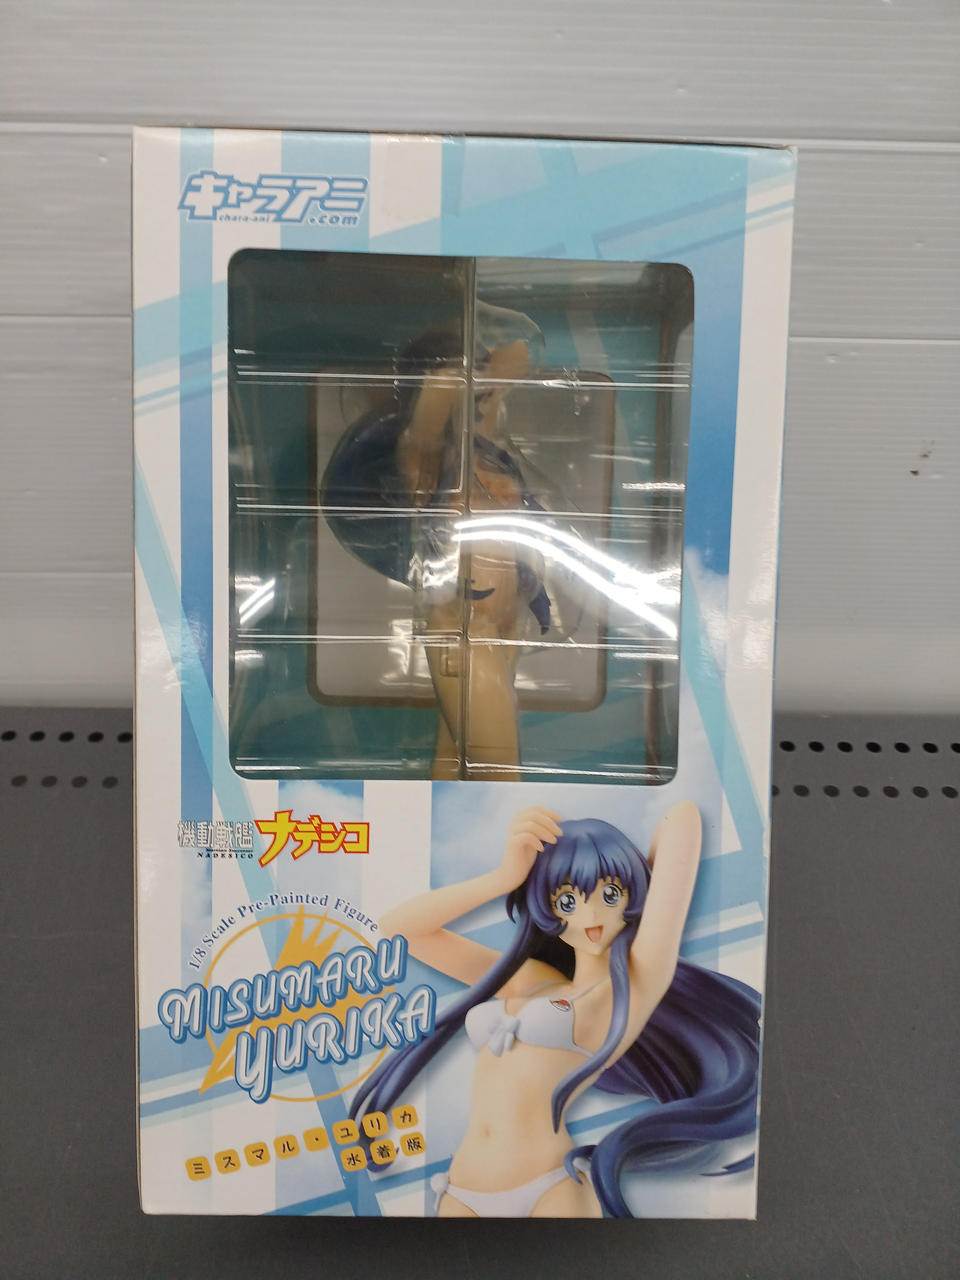 キャラアニ
chara-ani
.com
機動戦艦
ナデシコ
NADESICO
1/8 Scale Pre-Painted Figure
MISUMARU
YURIKA
ミスマル・ユリカ
水着版